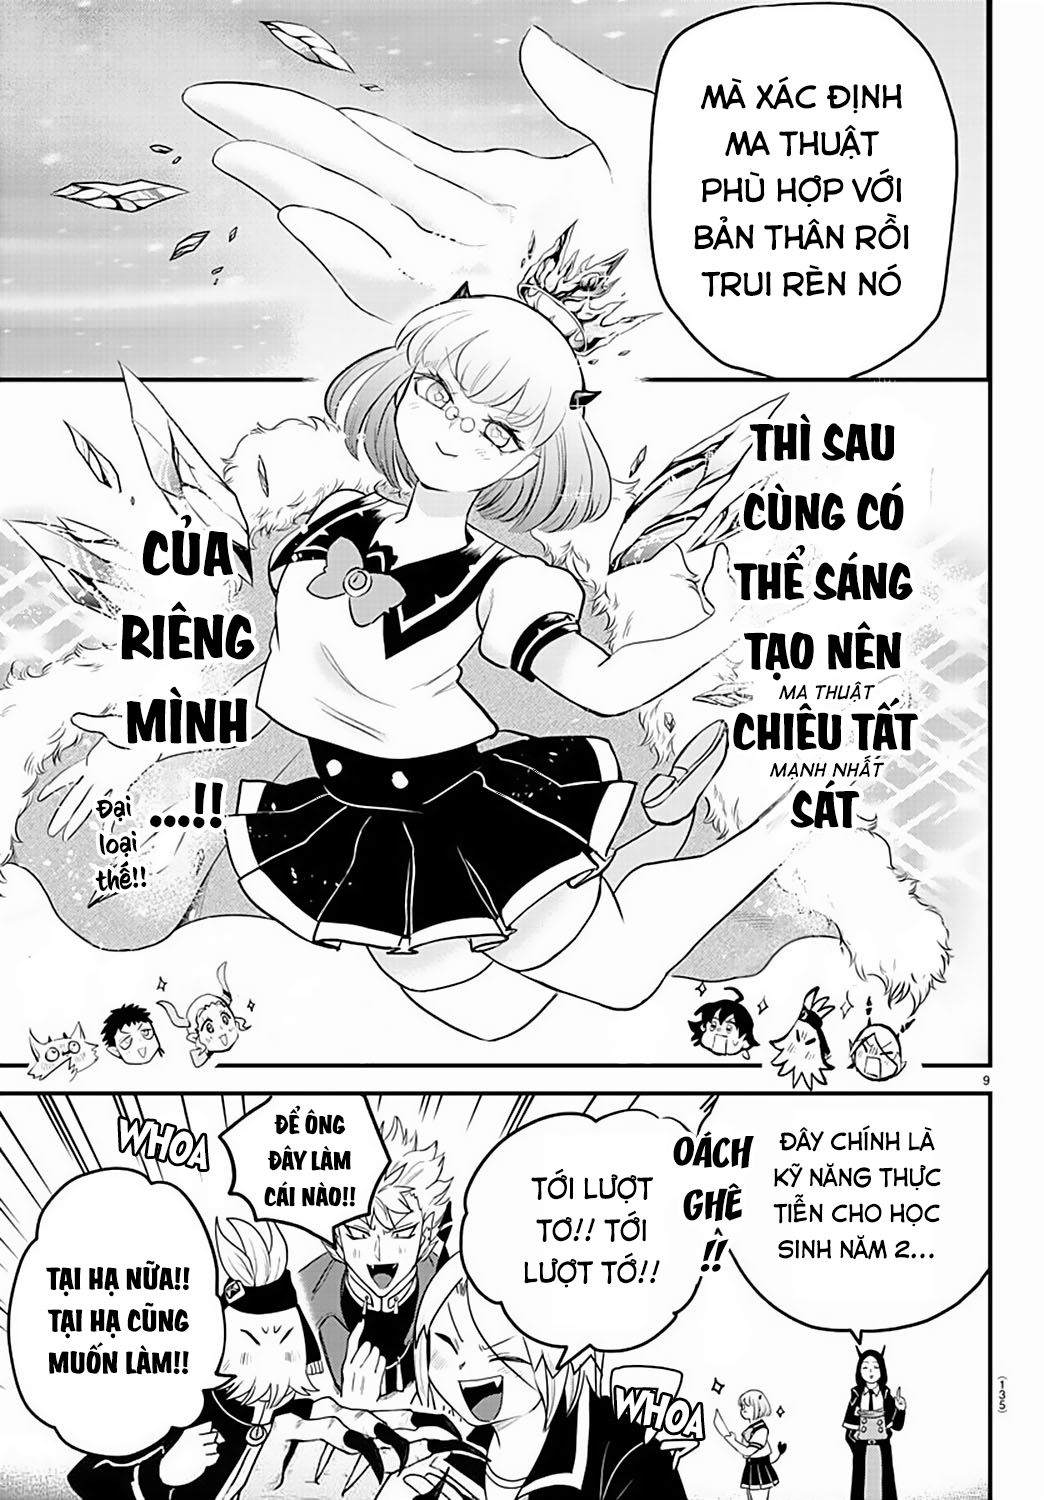 MÀ XÁC ĐỊNH
MA THUẬT
PHÙ HỢP VỚI
BẢN THÂN RỒI
TRUI RÈN NÓ
THÌ SAU
CÙNG CÓ
THỂ SÁNG
TẠO NÊN
MA THUẬT
CHIÊU TẤT
MẠNH NHẤT
SÁT
CỦA
RIÊNG
MÌNH
...!!
Đại
loại
thế!!
9
ĐÂY CHÍNH LÀ
KỸ NĂNG THỰC
TIỄN CHO HỌC
SINH NĂM 2...
OÁCH
GHÊ
!!
TỚI LƯỢT
TƠ!! TỚI
LƯỢT TỚ!!
ĐỂ ÔNG
ĐÂY LÀM
CÁI NÀO!!
WHOA
TẠI HẠ NỮA!!
TẠI HẠ CŨNG
MUỐN LÀM!!
WHOA
(135)